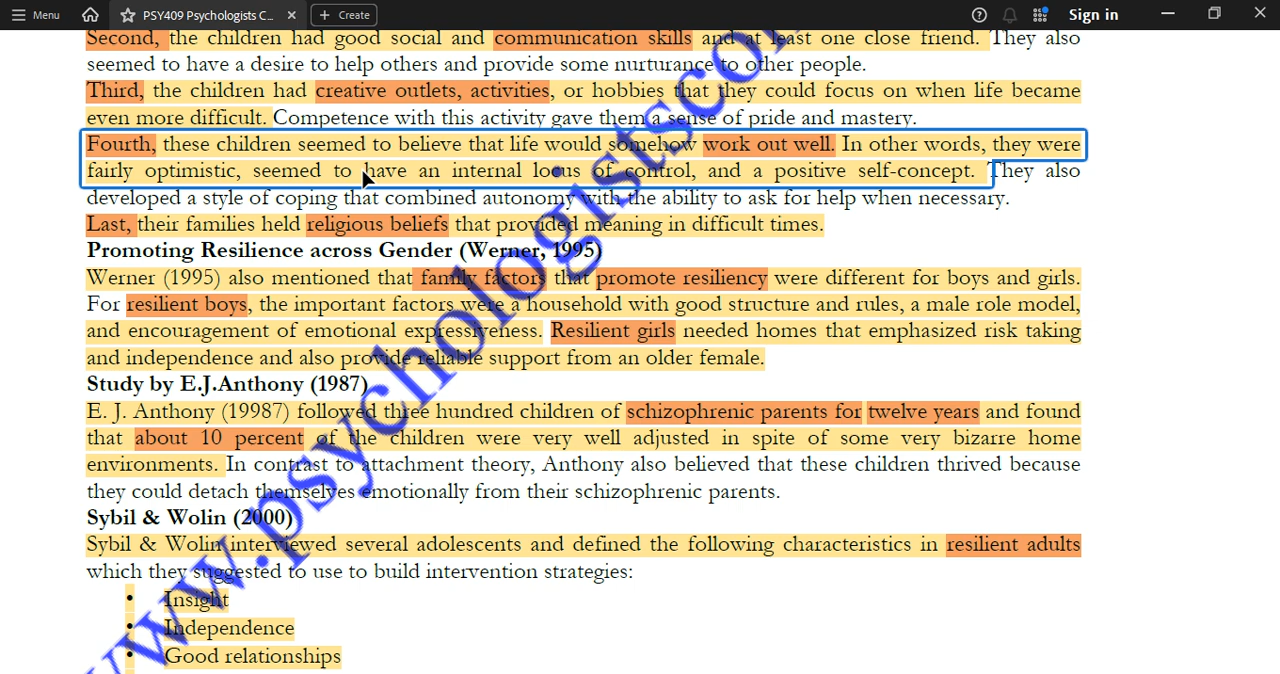 Menu
PSY409 Psychologists C...
Create
Sign in
Second, the children had good social and communication skills and at least one close friend. They also
seemed to have a desire to help others and provide some nurturance to other people.
Third, the children had creative outlets, activities, or hobbies that they could focus on when life became
even more difficult. Competence with this activity gave them a sense of pride and mastery.
Fourth, these children seemed to believe that life would somehow work out well. In other words, they were
fairly optimistic, seemed to have an internal locus of control, and a positive self-concept. They also
developed a style of coping that combined autonomy with the ability to ask for help when necessary.
Last, their families held religious beliefs that provided meaning in difficult times.
Promoting Resilience across Gender (Werner, 1995)
Werner (1995) also mentioned that family factors that promote resiliency were different for boys and girls.
For resilient boys, the important factors were a household with good structure and rules, a male role model,
and encouragement of emotional expressiveness. Resilient girls needed homes that emphasized risk taking
and independence and also provide reliable support from an older female.
Study by E.J.Anthony (1987)
E. J. Anthony (19987) followed three hundred children of schizophrenic parents for twelve years and found
that about 10 percent of the children were very well adjusted in spite of some very bizarre home
environments. In contrast to attachment theory, Anthony also believed that these children thrived because
they could detach themselves emotionally from their schizophrenic parents.
Sybil & Wolin (2000)
Sybil & Wolin interviewed several adolescents and defined the following characteristics in resilient adults
which they suggested to use to build intervention strategies:
• Insight
• Independence
• Good relationships
www.psychologistsco